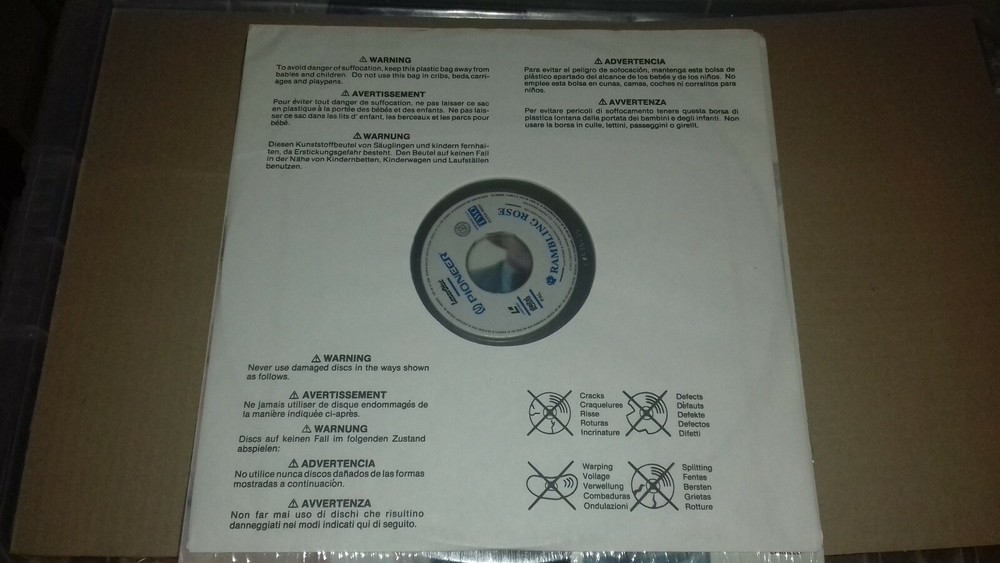 ⚠ WARNING
To avoid danger of suffocation, keep this plastic bag away from
babies and children. Do not use this bag in cribs, beds, carri-
ages and playpens.
⚠ AVERTISSEMENT
Pour éviter tout danger de suffocation, ne pas laisser ce sac
en plastique à la portée des bébés et des enfants. Ne pas lais-
ser ce sac dans les lits d' enfant, les berceaux et les parcs pour
bébé.
⚠ WARNUNG
Diesen Kunststoffbeutel von Säuglingen und kindern fernhal-
ten, da Erstickungsgefahr besteht. Den Beutel auf keinen Fall
in der Nähe von Kindernbetten, Kinderwagen und Laufställen
benutzen.
⚠ ADVERTENCIA
Para evitar el peligro de sofocación, mantenga esta bolsa de
plástico apartado del alcance de los bebés y de los niños. No
emplee esta bolsa en cunas, camas, coches ni corralitos para
niños.
⚠ AVVERTENZA
Per evitare pericoli di soffocamento tenere questa borsa di
plastica lontana dalla portata dei bambini e degli infanti. Non
usare la borsa in culle, lettini, passeggini o girelli.
RAMBLING ROSE
PIONEER
LaserDisc
PAL
⚠ WARNING
Never use damaged discs in the ways shown
as follows.
⚠ AVERTISSEMENT
Ne jamais utiliser de disque endommagés de
la manière indiquée ci-après.
⚠ WARNUNG
Discs auf keinen Fall im folgenden Zustand
abspielen:
⚠ ADVERTENCIA
No utilice nunca discos dañados de las formas
mostradas a continuación.
⚠ AVVERTENZA
Non far mai uso di dischi che risultino
danneggiati nei modi indicati qui di seguito.
Cracks
Craquelures
Risse
Roturas
Incrinature
Defects
Défauts
Defekte
Defectos
Difetti
Warping
Voilage
Verwellung
Combaduras
Ondulazioni
Splitting
Fentes
Bersten
Grietas
Rotture